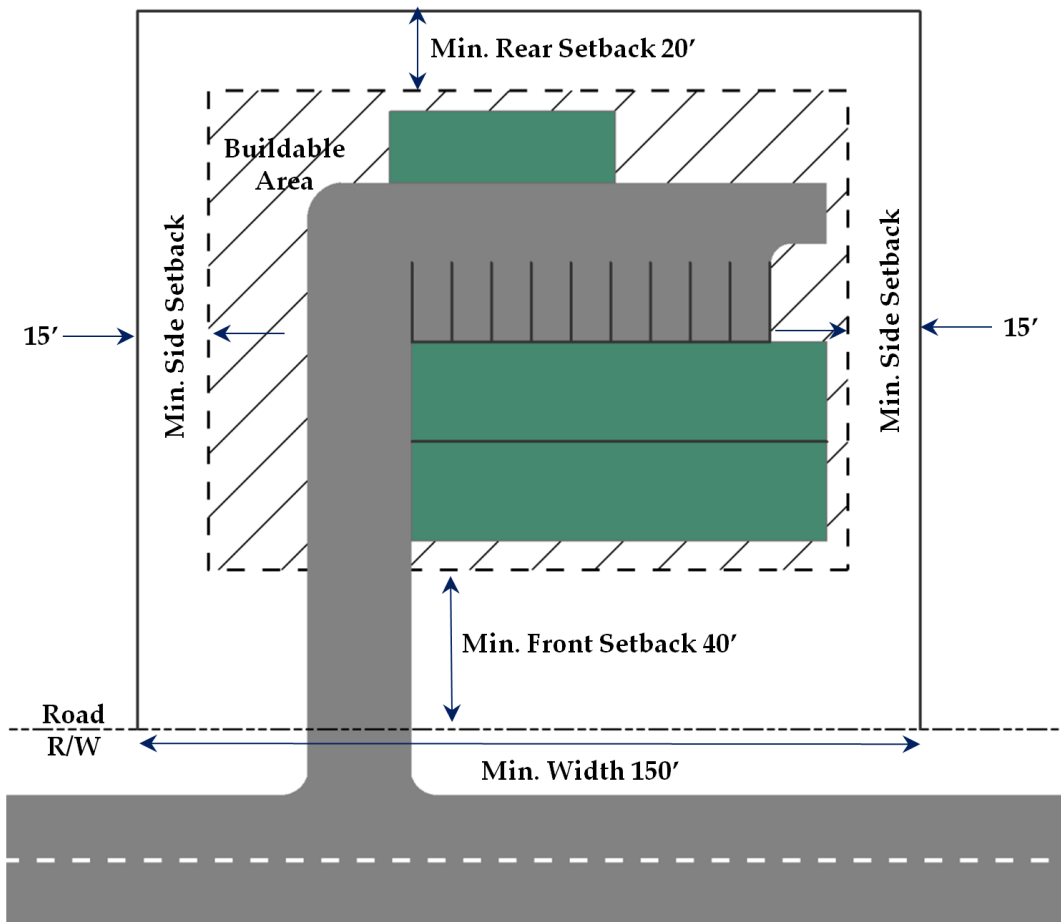 Min. Rear Setback 20’
Buildable
Area
Min. Side Setback
Min. Side Setback
15’
15’
Min. Front Setback 40’
Road
R/W
Min. Width 150’